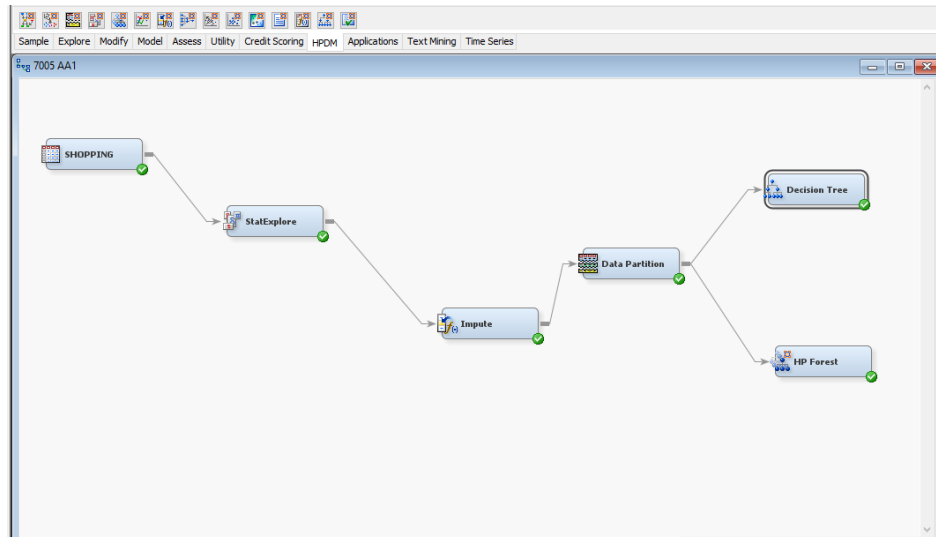 Sample Explore Modify Model Assess Utility Credit Scoring HPDM Applications Text Mining Time Series
7005 AA1
SHOPPING
StatExplore
Impute
Data Partition
Decision Tree
HP Forest